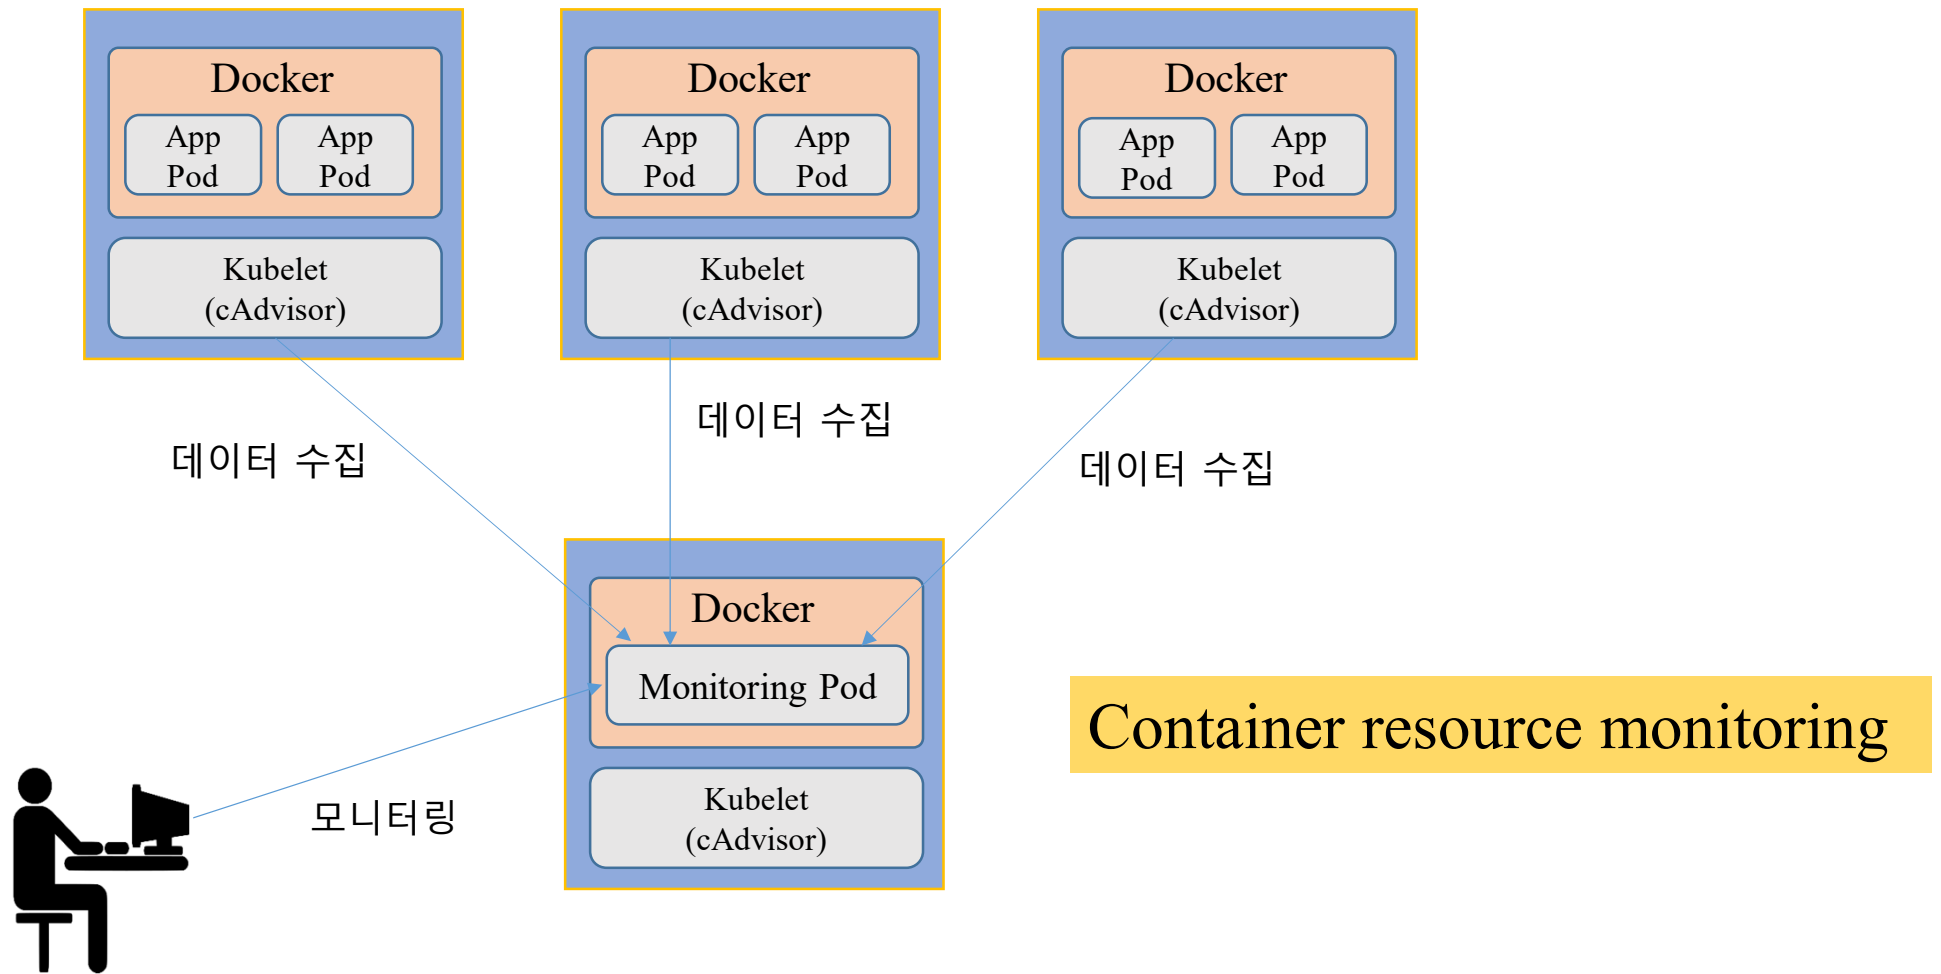 Docker
App
Pod
App
Pod
Kubelet
(cAdvisor)
Docker
App
Pod
App
Pod
Kubelet
(cAdvisor)
Docker
App
Pod
App
Pod
Kubelet
(cAdvisor)
데이터 수집
데이터 수집
데이터 수집
Docker
Monitoring Pod
Kubelet
(cAdvisor)
모니터링
Container resource monitoring